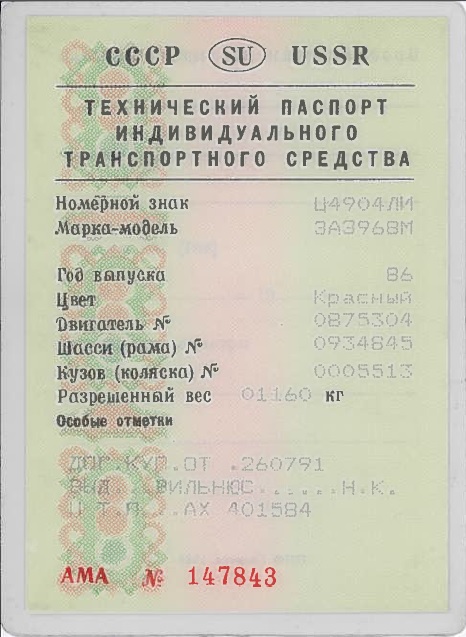 СССР SU USSR
ТЕХНИЧЕСКИЙ ПАСПОРТ
ИНДИВИДУАЛЬНОГО
ТРАНСПОРТНОГО СРЕДСТВА
Номерной знак Ц4904ЛИ
Марка-модель ЗАЗ968М
Год выпуска 86
Цвет Красный
Двигатель № 0875304
Шасси (рама) № 0934845
Кузов (коляска) № 0005513
Разрешенный вес 01160 кг
Особые отметки
ДОГ.КУП.ОТ .260791
ВЫД...ВИЛЬНЮС......Н.К.
Ц Т П ..АХ 401584
АМА № 147843